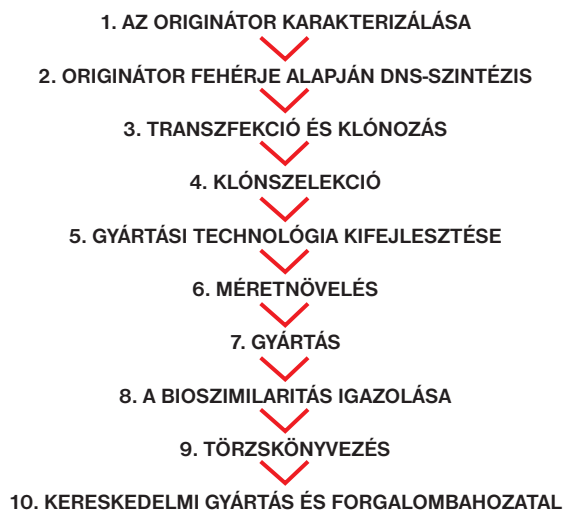 1. AZ ORIGINÁTOR KARAKTERIZÁLÁSA
2. ORIGINÁTOR FEHÉRJE ALAPJÁN DNS-SZINTÉZIS
3. TRANSZFEKCIÓ ÉS KLÓNOZÁS
4. KLÓNSZELEKCIÓ
5. GYÁRTÁSI TECHNOLÓGIA KIFEJLESZTÉSE
6. MÉRETNÖVELÉS
7. GYÁRTÁS
8. A BIOSZIMILARITÁS IGAZOLÁSA
9. TÖRZSKÖNYVEZÉS
10. KERESKEDELMI GYÁRTÁS ÉS FORGALOMBAHOZATAL